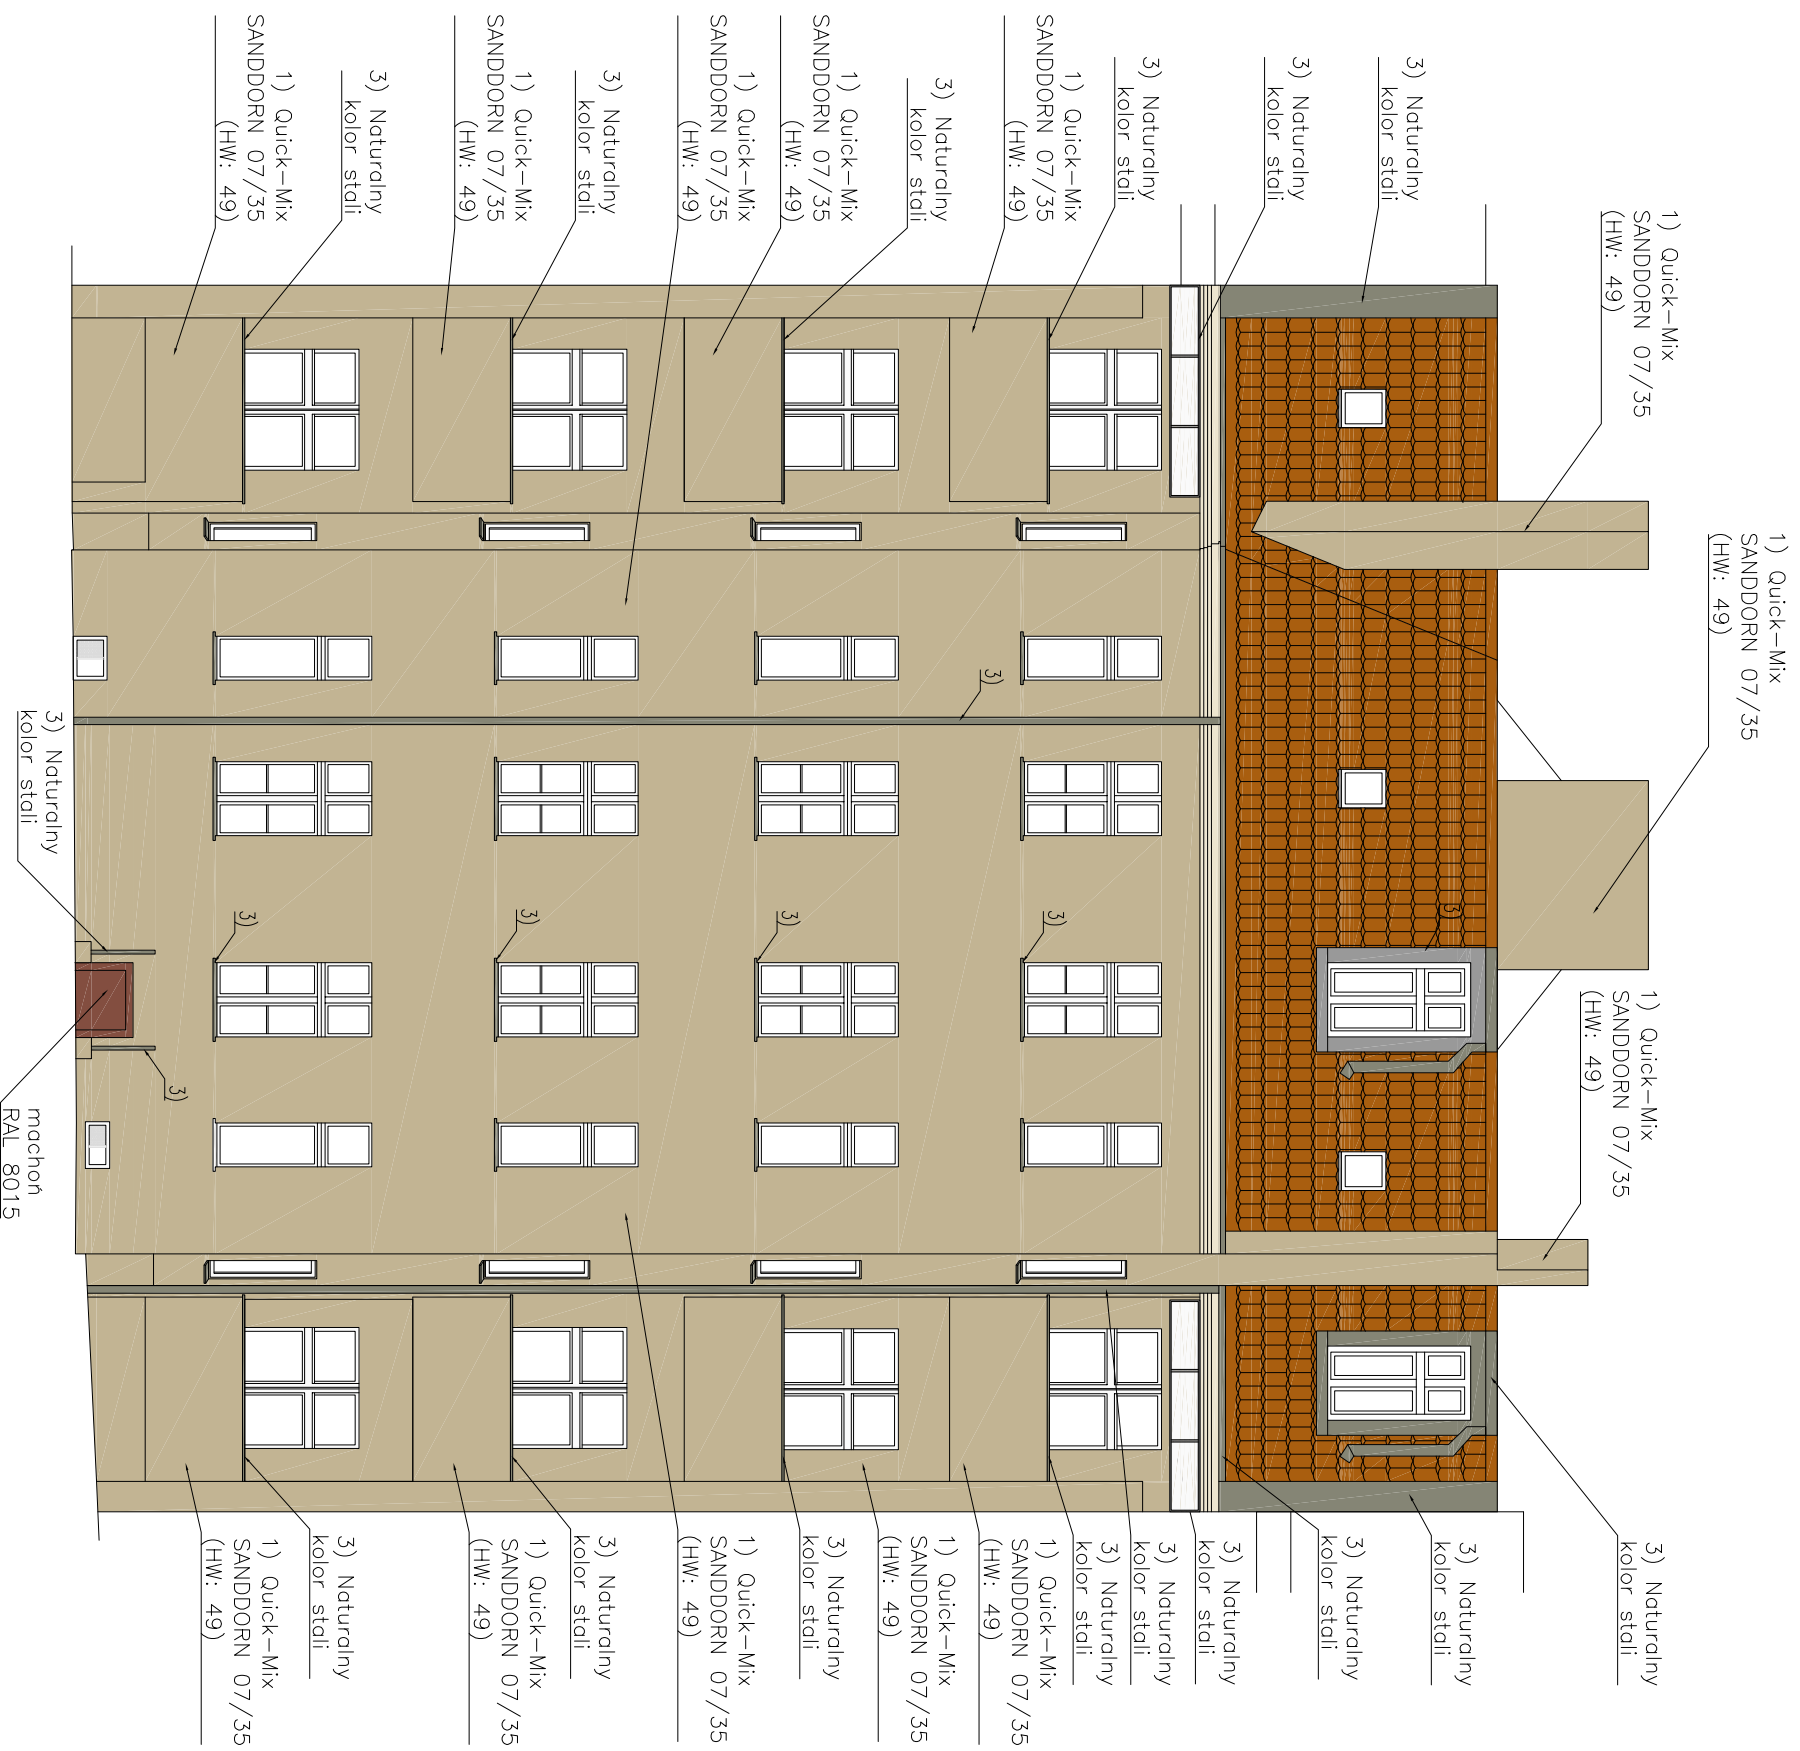 1) Quick-Mix
SANDDORN 07/35
(HW: 49)
1) Quick-Mix
SANDDORN 07/35
(HW: 49)
1) Quick-Mix
SANDDORN 07/35
(HW: 49)
3) Naturalny
kolor stali
3) Naturalny
kolor stali
3) Naturalny
kolor stali
1) Quick-Mix
SANDDORN 07/35
(HW: 49)
3) Naturalny
kolor stali
1) Quick-Mix
SANDDORN 07/35
(HW: 49)
1) Quick-Mix
SANDDORN 07/35
(HW: 49)
3) Naturalny
kolor stali
1) Quick-Mix
SANDDORN 07/35
(HW: 49)
3) Naturalny
kolor stali
1) Quick-Mix
SANDDORN 07/35
(HW: 49)
3)
3)
3)
3)
3)
3)
3)
3) Naturalny
kolor stali
machoń
RAL 8015
3) Naturalny
kolor stali
3) Naturalny
kolor stali
3) Naturalny
kolor stali
3) Naturalny
kolor stali
3) Naturalny
kolor stali
3) Naturalny
kolor stali
1) Quick-Mix
SANDDORN 07/35
(HW: 49)
1) Quick-Mix
SANDDORN 07/35
(HW: 49)
3) Naturalny
kolor stali
1) Quick-Mix
SANDDORN 07/35
(HW: 49)
3) Naturalny
kolor stali
1) Quick-Mix
SANDDORN 07/35
(HW: 49)
3) Naturalny
kolor stali
1) Quick-Mix
SANDDORN 07/35
(HW: 49)